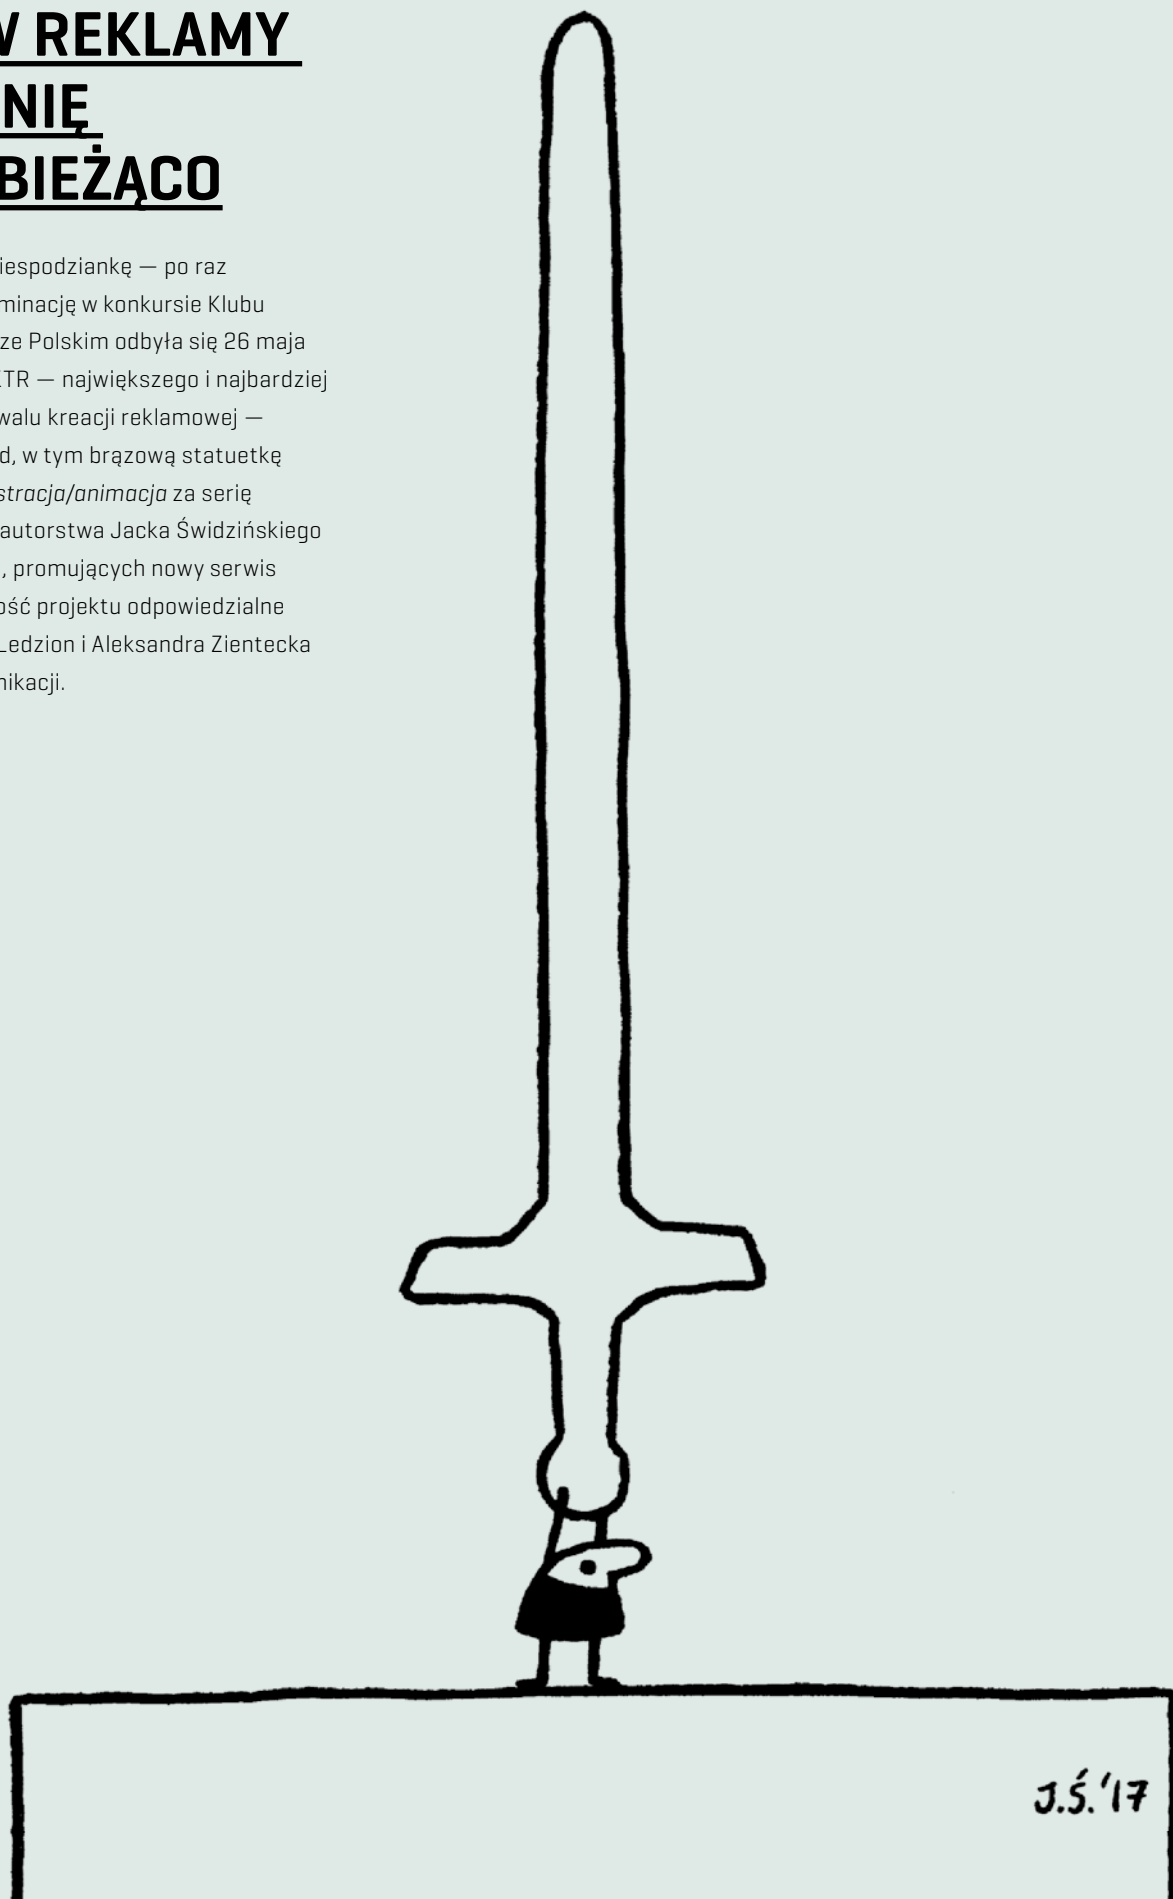 W REKLAMY
NIĘ
BIEŻĄCO
iespodziankę — po raz
minację w konkursie Klubu
ze Polskim odbyła się 26 maja
TR — największego i najbardziej
walu kreacji reklamowej —
d, w tym brązową statuetkę
stracja/animacja za serię
autorstwa Jacka Świdzińskiego
, promujących nowy serwis
ość projektu odpowiedzialne
Ledzion i Aleksandra Zientecka
nikacji.
J.Ś.'17